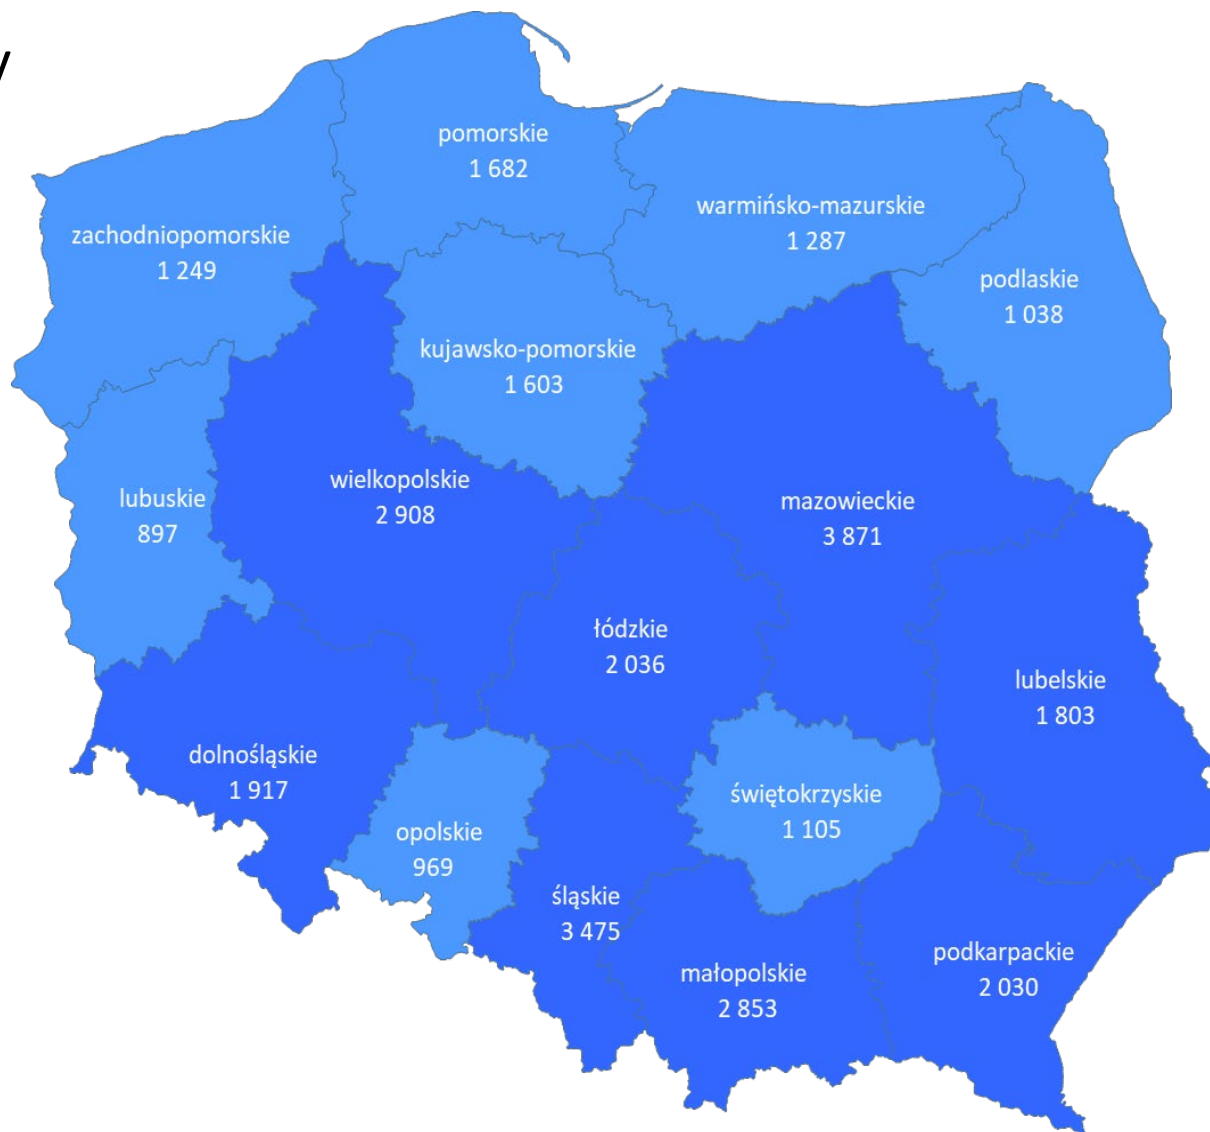 y
pomorskie
1 682
warmińsko-mazurskie
1 287
zachodniopomorskie
1 249
podlaskie
1 038
kujawsko-pomorskie
1 603
wielkopolskie
2 908
lubuskie
897
mazowieckie
3 871
łódzkie
2 036
lubelskie
1 803
dolnośląskie
1 917
świętokrzyskie
1 105
opolskie
969
śląskie
3 475
małopolskie
2 853
podkarpackie
2 030